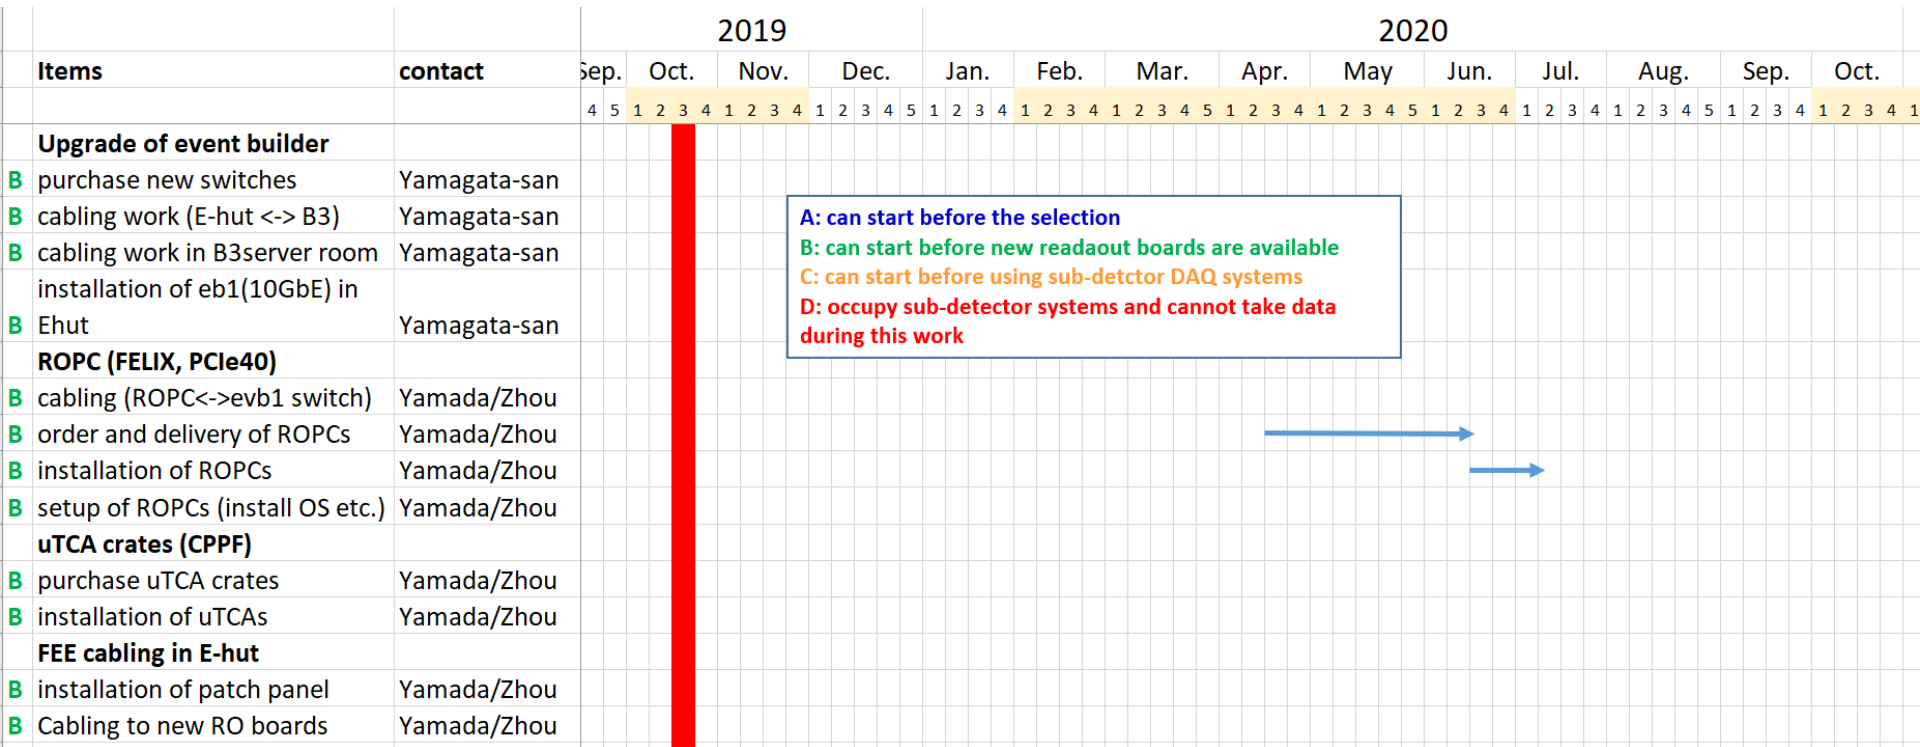 2019 2020
Items contact Sep. Oct. Nov. Dec. Jan. Feb. Mar. Apr. May Jun. Jul. Aug. Sep. Oct.
4 5 1 2 3 4 1 2 3 4 1 2 3 4 5 1 2 3 4 1 2 3 4 1 2 3 4 5 1 2 3 4 1 2 3 4 5 1 2 3 4 1 2 3 4 1 2 3 4 5 1 2 3 4 1 2 3 4 1
Upgrade of event builder
B purchase new switches Yamagata-san
B cabling work (E-hut <-> B3) Yamagata-san
B cabling work in B3server room Yamagata-san
installation of eb1(10GbE) in
B Ehut Yamagata-san
A: can start before the selection
B: can start before new readaout boards are available
C: can start before using sub-detctor DAQ systems
D: occupy sub-detector systems and cannot take data
during this work
ROPC (FELIX, PCIe40)
B cabling (ROPC<->evb1 switch) Yamada/Zhou
B order and delivery of ROPCs Yamada/Zhou
B installation of ROPCs Yamada/Zhou
B setup of ROPCs (install OS etc.) Yamada/Zhou
uTCA crates (CPPF)
B purchase uTCA crates Yamada/Zhou
B installation of uTCAs Yamada/Zhou
FEE cabling in E-hut
B installation of patch panel Yamada/Zhou
B Cabling to new RO boards Yamada/Zhou